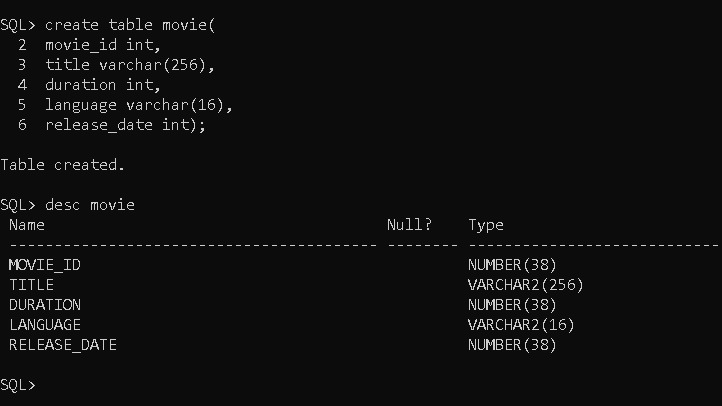 SQL> create table movie(
  2  movie_id int,
  3  title varchar(256),
  4  duration int,
  5  language varchar(16),
  6  release_date int);
Table created.
SQL> desc movie
 Name                                      Null?    Type
 ----------------------------------------- -------- ----------------------------
 MOVIE_ID                                           NUMBER(38)
 TITLE                                              VARCHAR2(256)
 DURATION                                           NUMBER(38)
 LANGUAGE                                           VARCHAR2(16)
 RELEASE_DATE                                       NUMBER(38)
SQL>